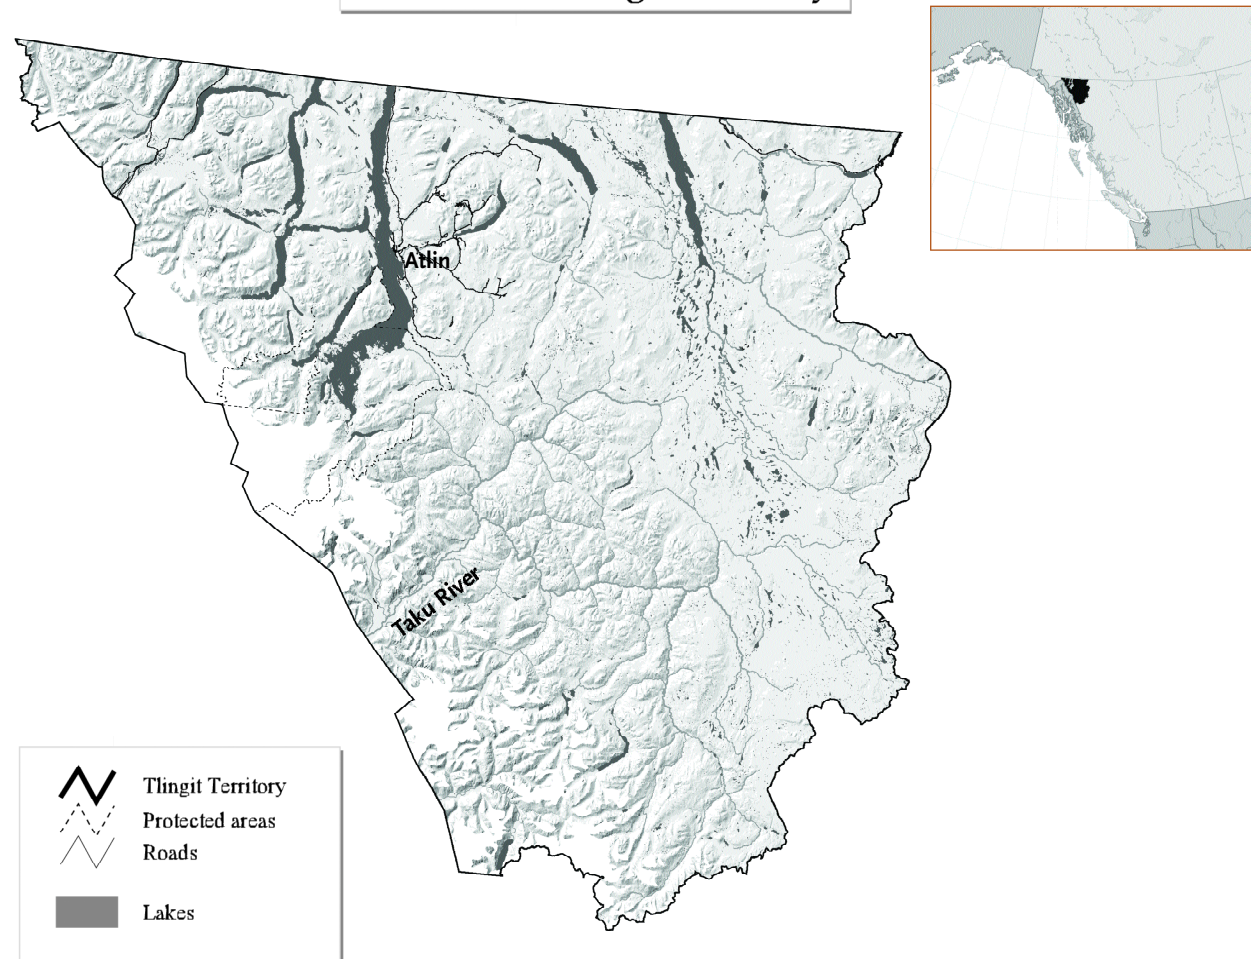 Atlin
Taku River
Tlingit Territory
Protected areas
Roads
Lakes